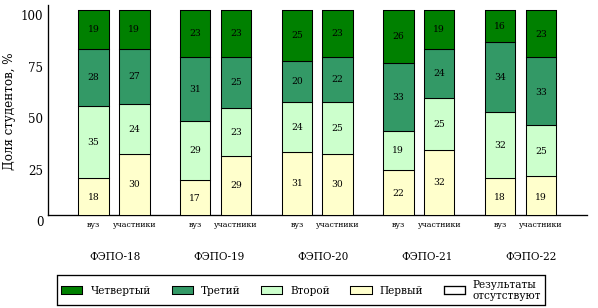 Доля студентов, %
100
75
50
25
0
19 19 23 23 25 23 26 19 16 23
28 27 31 25 20 22 33 24 34 33
35 24 29 23 24 25 19 25 32 25
18 30 17 29 31 30 22 32 18 19
вуз участники вуз участники вуз участники вуз участники вуз участники
ФЭПО-18 ФЭПО-19 ФЭПО-20 ФЭПО-21 ФЭПО-22
Четвертый Третий Второй Первый Результаты
отсутствуют